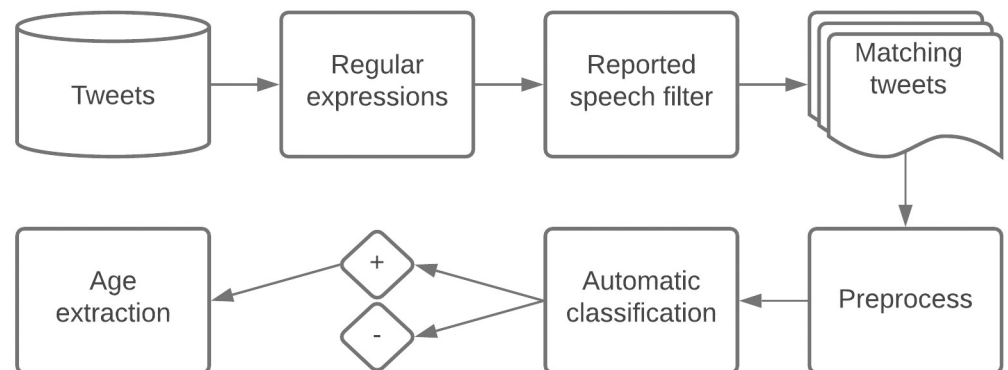 Tweets
Regular
expressions
Reported
speech filter
Matching
tweets
Age
extraction
+
-
Automatic
classification
Preprocess